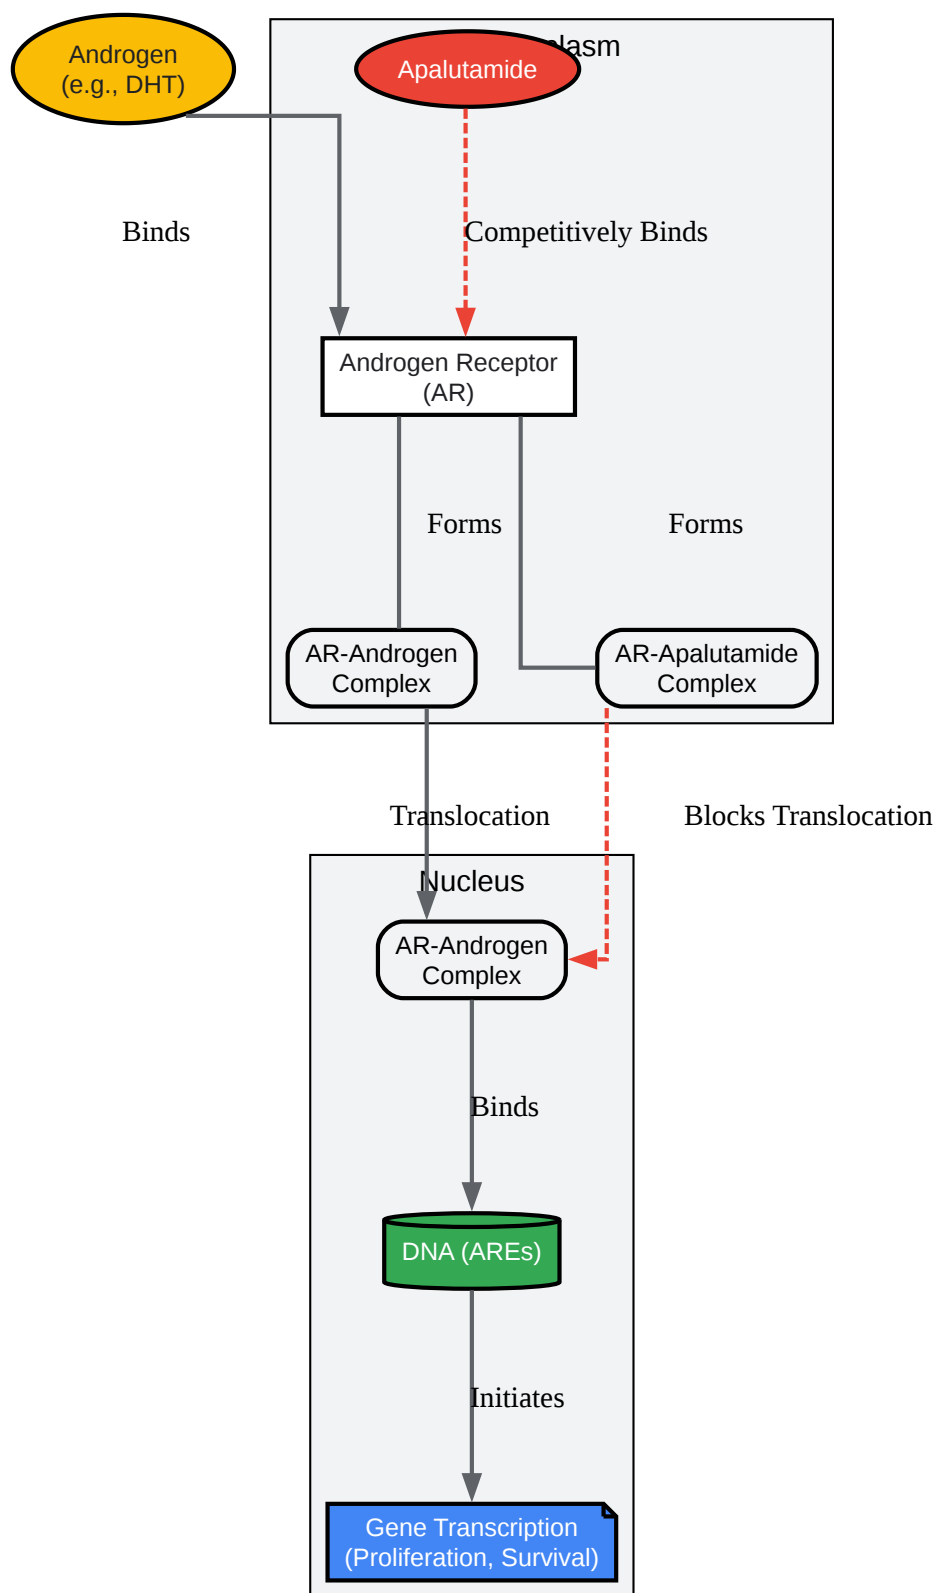 Androgen
(e.g., DHT)
Apalutamide
plasm
Binds
Competitively Binds
Androgen Receptor
(AR)
Forms
Forms
AR-Androgen
Complex
AR-Apalutamide
Complex
Translocation
Blocks Translocation
Nucleus
AR-Androgen
Complex
Binds
DNA (AREs)
Initiates
Gene Transcription
(Proliferation, Survival)